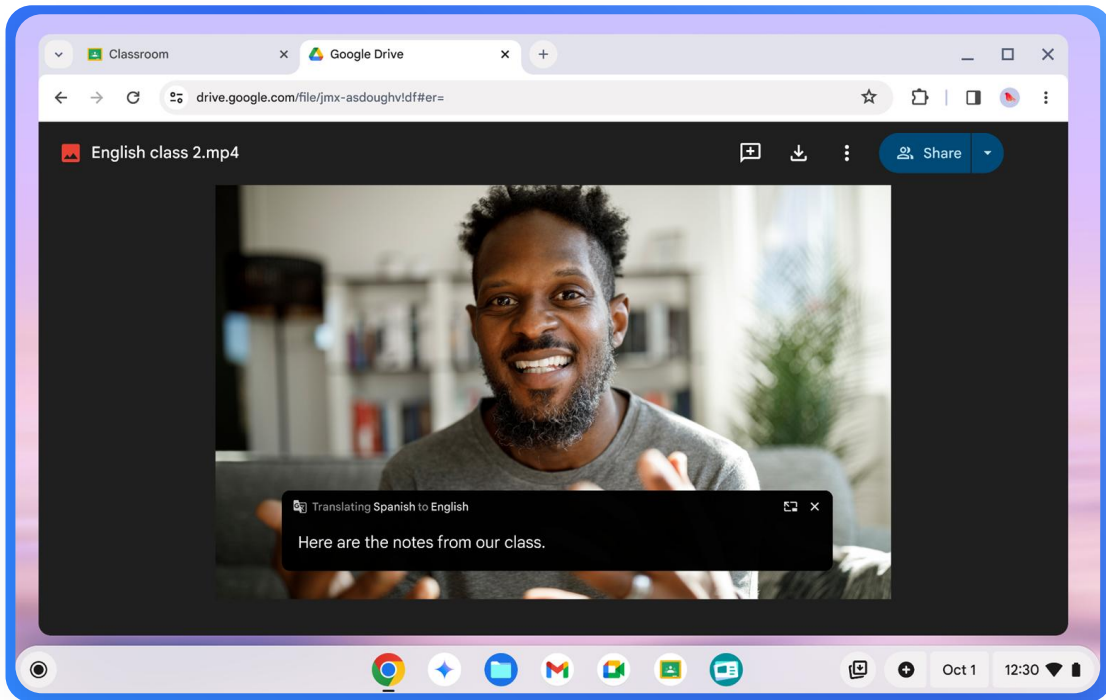 Classroom
Google Drive
drive.google.com/file/jmx-asdoughv!df#er=
English class 2.mp4
Share
Translating Spanish to English
Here are the notes from our class.
Oct 1
12:30